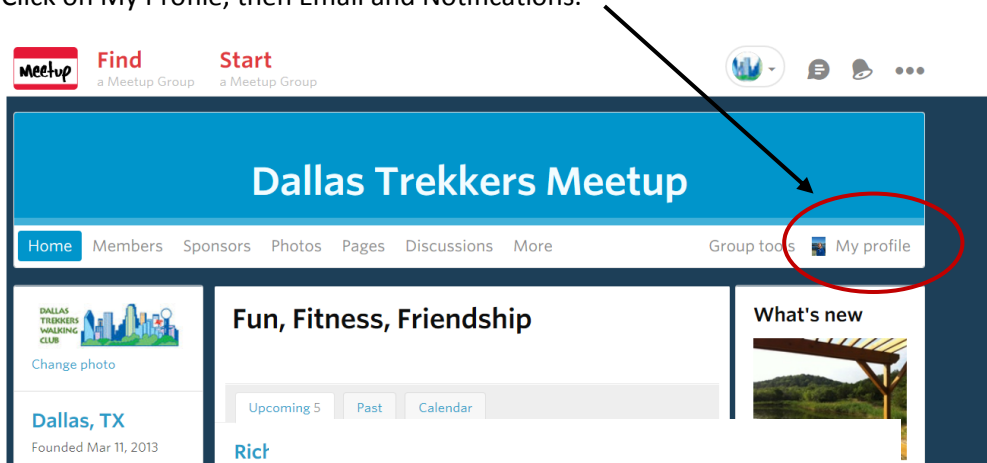 Click on My Profile, then Email and Notifications.
Meetup
Find
a Meetup Group
Start
a Meetup Group
Dallas Trekkers Meetup
Home Members Sponsors Photos Pages Discussions More Group tools My profile
DALLAS
TREKKERS
WALKING
CLUB
Change photo
Dallas, TX
Founded Mar 11, 2013
Fun, Fitness, Friendship
Upcoming 5 Past Calendar
Rich
What's new